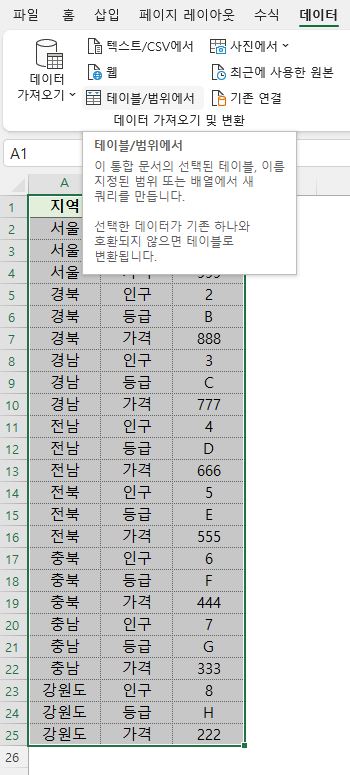 파일 홈 삽입 페이지 레이아웃 수식 데이터
데이터
가져오기
텍스트/CSV에서
사진에서
웹
최근에 사용한 원본
테이블/범위에서
기존 연결
데이터 가져오기 및 변환
A1
테이블/범위에서
이 통합 문서의 선택된 테이블, 이름
지정된 범위 또는 배열에서 새
쿼리를 만듭니다.
선택한 데이터가 기존 하나와
호환되지 않으면 테이블로
변환됩니다.
A
1 지역
2 서울
3 서울
4 서울
5 경북 인구 2
6 경북 등급 B
7 경북 가격 888
8 경남 인구 3
9 경남 등급 C
10 경남 가격 777
11 전남 인구 4
12 전남 등급 D
13 전남 가격 666
14 전북 인구 5
15 전북 등급 E
16 전북 가격 555
17 충북 인구 6
18 충북 등급 F
19 충북 가격 444
20 충남 인구 7
21 충남 등급 G
22 충남 가격 333
23 강원도 인구 8
24 강원도 등급 H
25 강원도 가격 222
26